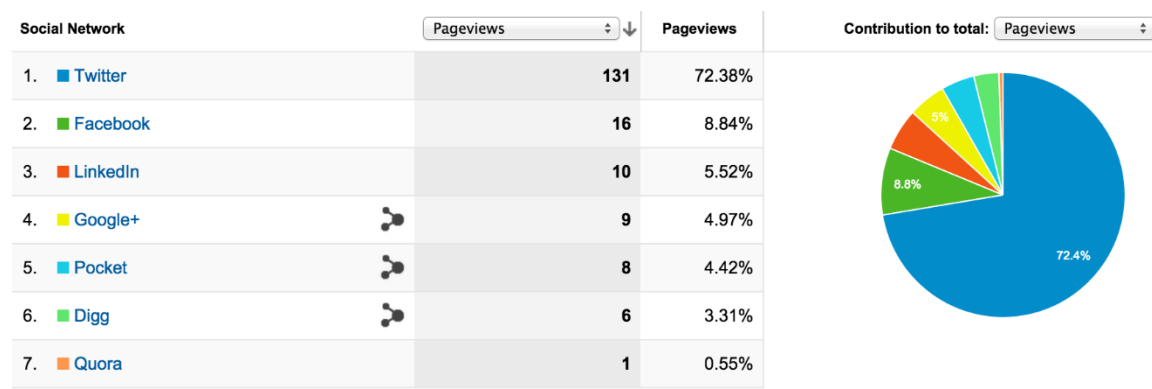 Social Network Pageviews Pageviews Contribution to total: Pageviews
1. Twitter 131 72.38%
2. Facebook 16 8.84%
3. LinkedIn 10 5.52%
4. Google+ 9 4.97%
5. Pocket 8 4.42%
6. Digg 6 3.31%
7. Quora 1 0.55%
5%
8.8%
72.4%